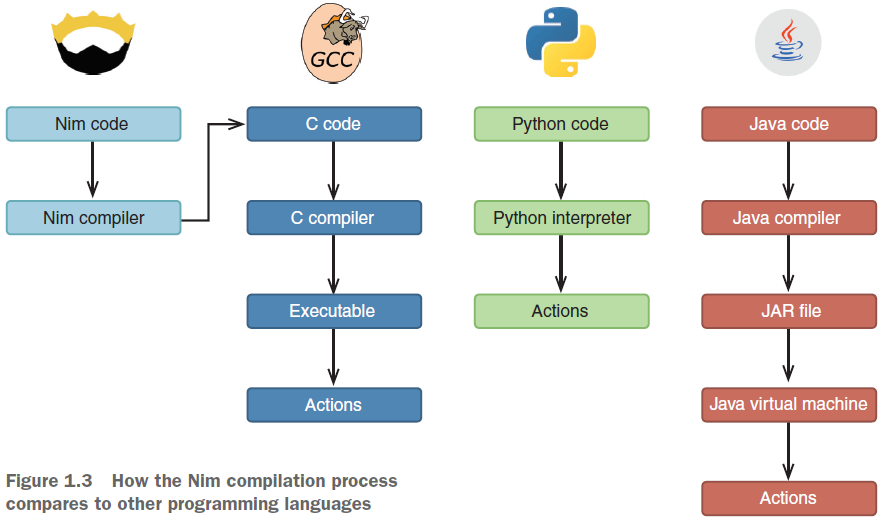 GCC
Nim code
Nim compiler
C code
C compiler
Executable
Actions
Python code
Python interpreter
Actions
Java code
Java compiler
JAR file
Java virtual machine
Actions
Figure 1.3 How the Nim compilation process
compares to other programming languages